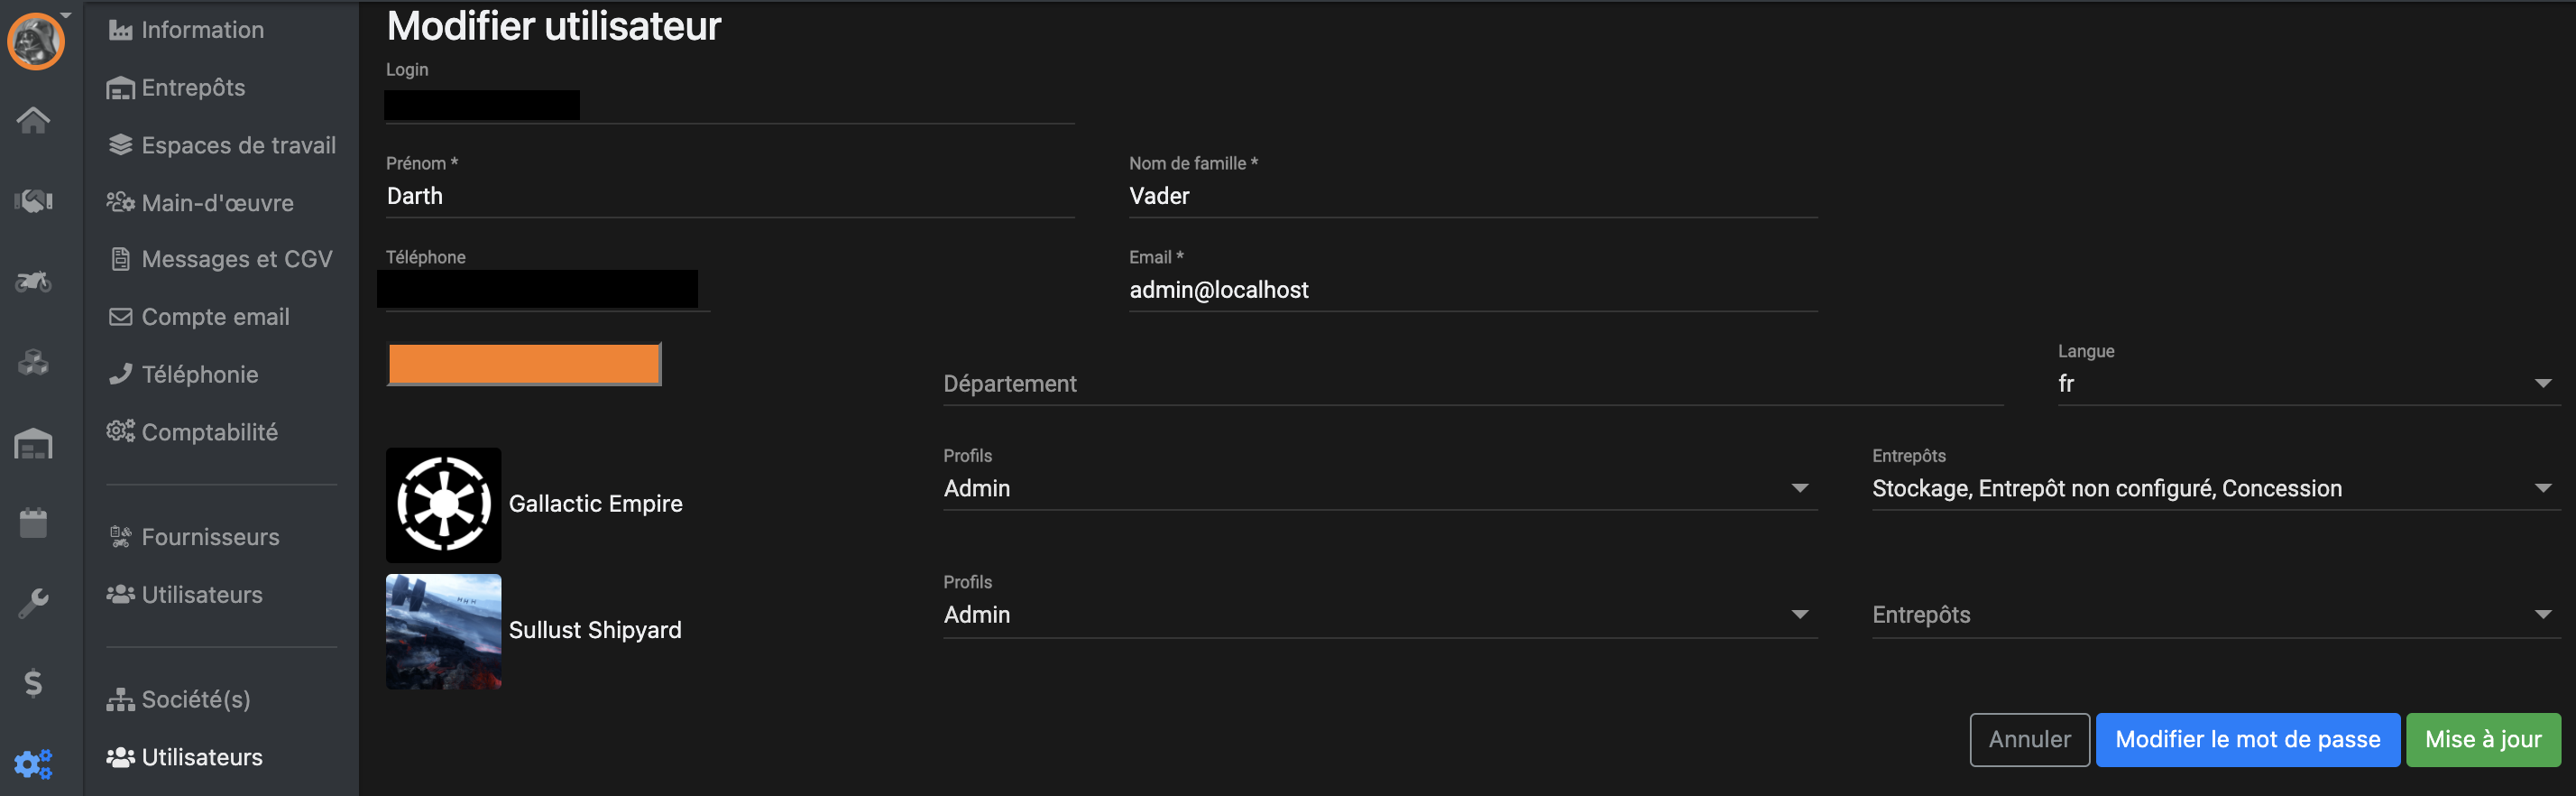 Information
Entrepôts
Espaces de travail
Main-d'œuvre
Messages et CGV
Compte email
Téléphonie
Comptabilité
Fournisseurs
Utilisateurs
Société(s)
Utilisateurs
Modifier utilisateur
Login
Prénom *
Darth
Nom de famille *
Vader
Téléphone
Email *
admin@localhost
Département
Langue
fr
Gallactic Empire
Profils
Admin
Entrepôts
Stockage, Entrepôt non configuré, Concession
Sullust Shipyard
Profils
Admin
Entrepôts
Annuler
Modifier le mot de passe
Mise à jour